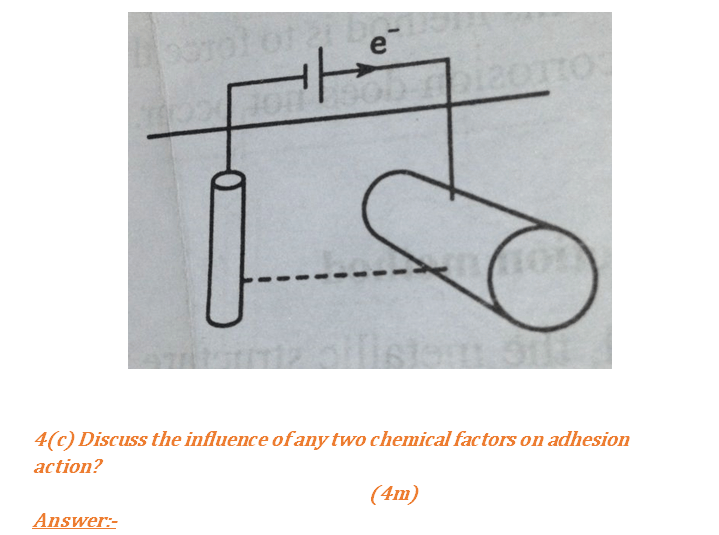 e⁻
4(c) Discuss the influence of any two chemical factors on adhesion
action?
(4m)
Answer:-